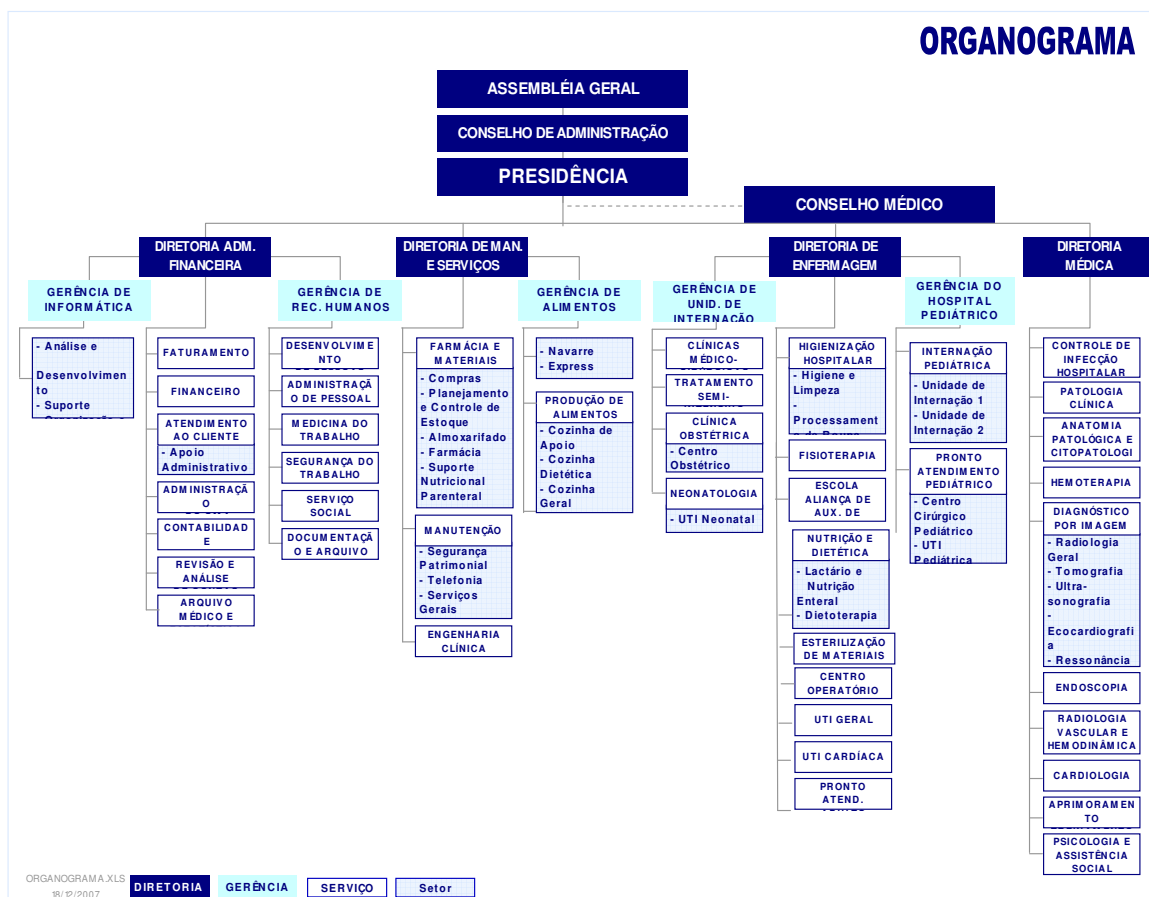 ORGANOGRAMA
ASSEMBLÉIA GERAL
CONSELHO DE ADMINISTRAÇÃO
PRESIDÊNCIA
CONSELHO MÉDICO
DIRETORIA ADM.
FINANCEIRA
DIRETORIA DE MAN.
E SERVIÇOS
DIRETORIA DE
ENFERMAGEM
DIRETORIA
MÉDICA
GERÊNCIA DE
INFORMÁTICA
GERÊNCIA DE
REC. HUMANOS
GERÊNCIA DE
ALIMENTOS
GERÊNCIA DE
UNID. DE
INTERNAÇÃO
GERÊNCIA DO
HOSPITAL
PEDIÁTRICO
- Análise e
Desenvolvimen
to
- Suporte
FATURAMENTO
FINANCEIRO
ATENDIMENTO
AO CLIENTE
- Apoio
Administrativo
ADMINISTRAÇÃ
O
CONTABILIDAD
E
REVISÃO E
ANÁLISE
ARQUIVO
MÉDICO E
DESENVOLVIME
NTO
ADMINISTRAÇÃ
O DE PESSOAL
MEDICINA DO
TRABALHO
SEGURANÇA DO
TRABALHO
SERVIÇO
SOCIAL
DOCUMENTAÇÃ
O E ARQUIVO
FARMÁCIA E
MATERIAIS
- Compras
- Planejamento
e Controle de
Estoque
- Almoxarifado
- Farmácia
- Suporte
Nutricional
Parenteral
MANUTENÇÃO
- Segurança
Patrimonial
- Telefonia
- Serviços
Gerais
ENGENHARIA
CLÍNICA
- Navarre
- Express
PRODUÇÃO DE
ALIMENTOS
- Cozinha de
Apoio
- Cozinha
Dietética
- Cozinha
Geral
CLÍNICAS
MÉDICO-
TRATAMENTO
SEMI-
CLÍNICA
OBSTÉTRICA
- Centro
Obstétrico
NEONATOLOGIA
- UTI Neonatal
HIGIENIZAÇÃO
HOSPITALAR
- Higiene e
Limpeza
-
Processament
FISIOTERAPIA
ESCOLA
ALIANÇA DE
AUX. DE
NUTRIÇÃO E
DIETÉTICA
- Lactário e
Nutrição
Enteral
- Dietoterapia
ESTERILIZAÇÃO
DE MATERIAIS
CENTRO
OPERATÓRIO
UTI GERAL
UTI CARDÍACA
PRONTO
ATEND.
INTERNAÇÃO
PEDIÁTRICA
- Unidade de
Internação 1
- Unidade de
Internação 2
PRONTO
ATENDIMENTO
PEDIÁTRICO
- Centro
Cirúrgico
Pediátrico
- UTI
Pediátrica
CONTROLE DE
INFECÇÃO
HOSPITALAR
PATOLOGIA
CLÍNICA
ANATOMIA
PATOLÓGICA E
CITOPATOLOGI
HEMOTERAPIA
DIAGNÓSTICO
POR IMAGEM
- Radiologia
Geral
- Tomografia
- Ultra-
sonografia
-
Ecocardiografi
a
- Ressonância
ENDOSCOPIA
RADIOLOGIA
VASCULAR E
HEMODINÂMICA
CARDIOLOGIA
APRIMORAMEN
TO
PSICOLOGIA E
ASSISTÊNCIA
SOCIAL
ORGANOGRAMA.XLS
18/12/2007
DIRETORIA
GERÊNCIA
SERVIÇO
Setor